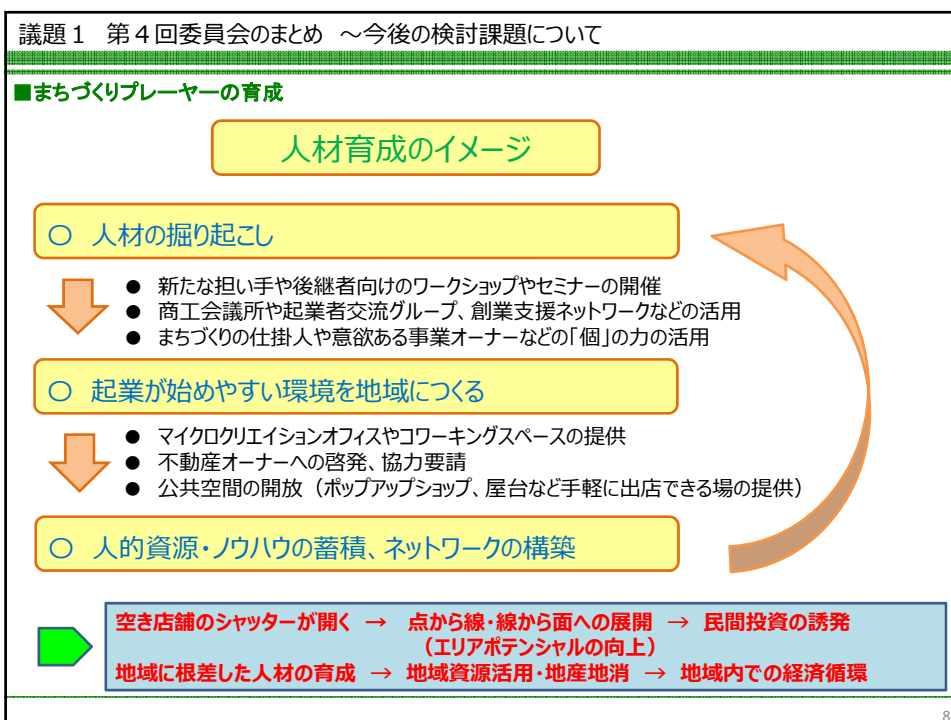 議題１　第４回委員会のまとめ　～今後の検討課題について
■まちづくりプレーヤーの育成
人材育成のイメージ
〇　人材の掘り起こし
●　新たな担い手や後継者向けのワークショップやセミナーの開催
●　商工会議所や起業者交流グループ、創業支援ネットワークなどの活用
●　まちづくりの仕掛人や意欲ある事業オーナーなどの「個」の力の活用
〇　起業が始めやすい環境を地域につくる
●　マイクロクリエイションオフィスやコワーキングスペースの提供
●　不動産オーナーへの啓発、協力要請
●　公共空間の開放（ポップアップショップ、屋台など手軽に出店できる場の提供）
〇　人的資源・ノウハウの蓄積、ネットワークの構築
空き店舗のシャッターが開く　→　点から線・線から面への展開　→　民間投資の誘発
（エリアポテンシャルの向上）
地域に根差した人材の育成　→　地域資源活用・地産地消　→　地域内での経済循環
8